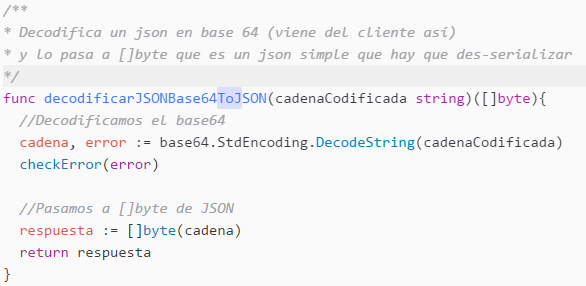 /**
* Decodifica un json en base 64 (viene del cliente así)
* y lo pasa a []byte que es un json simple que hay que des-serializar
*/
func decodificarJSONBase64ToJSON(cadenaCodificada string)([]byte){
//Decodificamos el base64
cadena, error := base64.StdEncoding.DecodeString(cadenaCodificada)
checkError(error)
//Pasamos a []byte de JSON
respuesta := []byte(cadena)
return respuesta
}